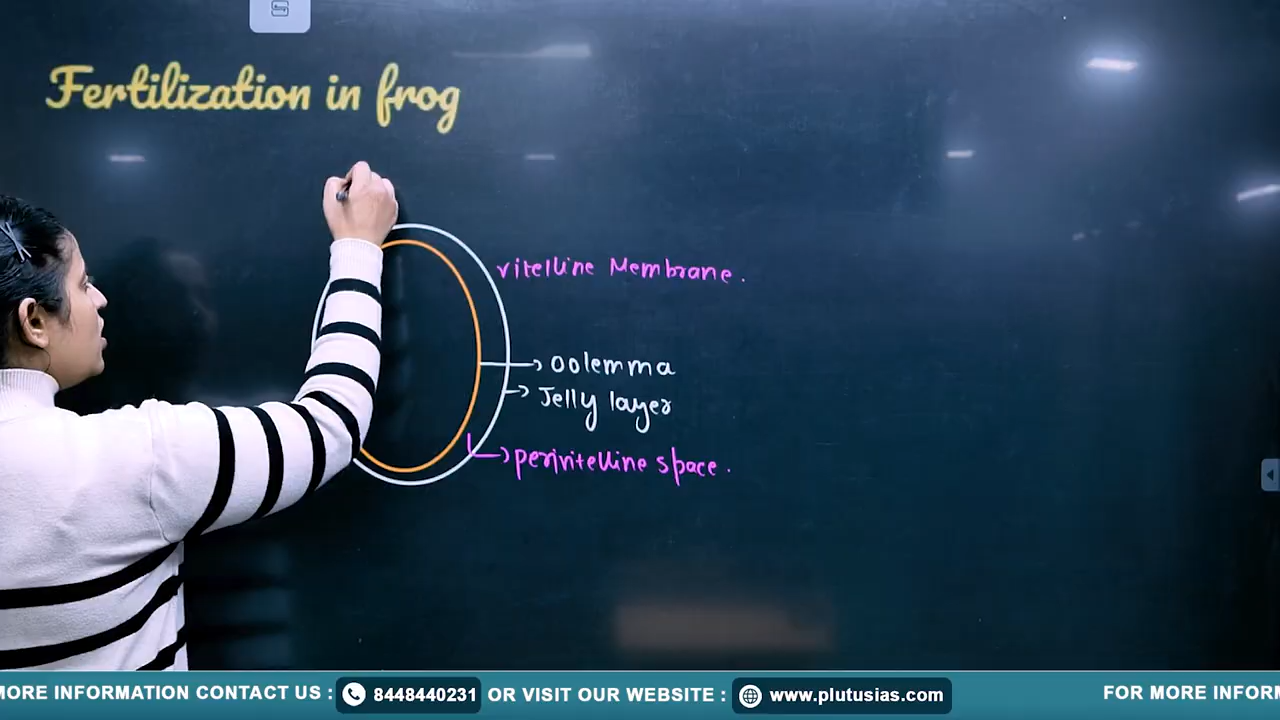 Fertilization in frog
vitelline Membrane.
oolemma
Jelly layer
perivitelline space.
MORE INFORMATION CONTACT US : 8448440231 OR VISIT OUR WEBSITE : www.plutusias.com FOR MORE INFORM